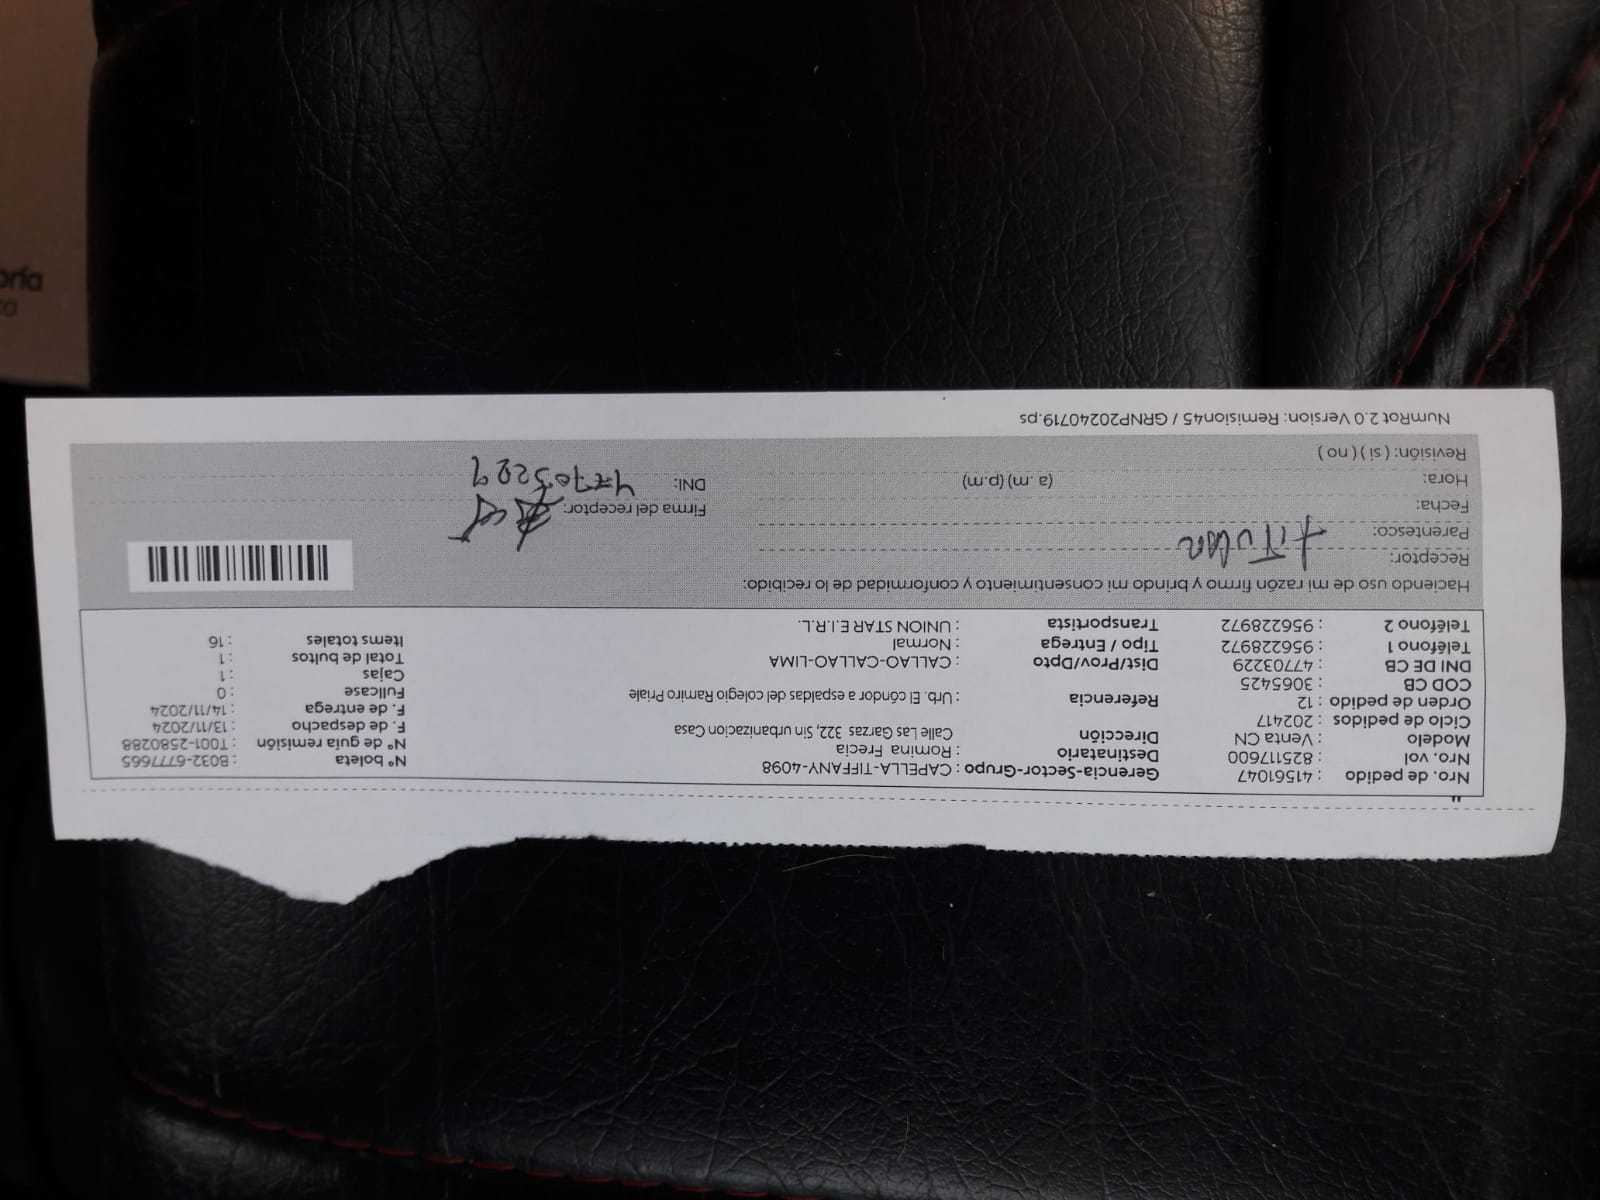 Nro. de pedido : 41561047
Nro. vol : 825117600
Modelo : Venta CN
Ciclo de pedidos : 202417
Orden de pedido : 12
COD CB : 3065425
DNI DE CB : 47703229
Teléfono 1 : 956228972
Teléfono 2 : 956228972
Gerencia-Sector-Grupo : CAPELLA-TIFFANY-4098
Destinatario : Romina Frecia
Dirección Calle Las Garzas 322, Sin urbanizacion Casa
Referencia : Urb. El cóndor a espaldas del colegio Ramiro Priale
Dist/Prov/Dpto : CALLAO-CALLAO-LIMA
Tipo / Entrega : Normal
Transportista : UNION STAR E.I.R.L.
N° boleta : B032-6777665
N° de guía remisión : T001-2580288
F. de despacho : 13/11/2024
F. de entrega : 14/11/2024
Fullcase : 0
Cajas : 1
Total de bultos : 1
Items totales : 16
Haciendo uso de mi razón firmo y brindo mi consentimiento y conformidad de lo recibido:
Receptor:
Parentesco: titular
Fecha:
Hora: (a. m) (p.m)
Revisión: ( si ) ( no )
Firma del receptor:
DNI: 47703229
NumRot 2.0 Version: Remision45 / GRNP20240719.ps
oría